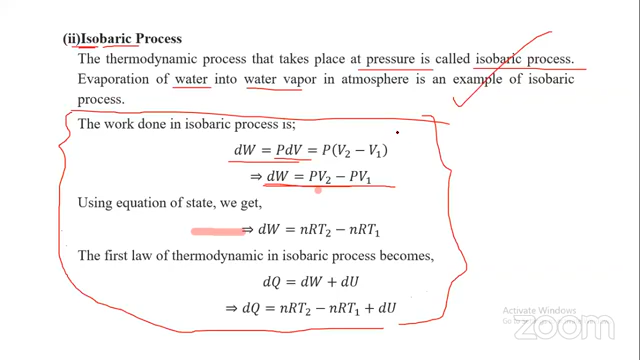 (ii) Isobaric Process
The thermodynamic process that takes place at pressure is called isobaric process.
Evaporation of water into water vapor in atmosphere is an example of isobaric
process.
The work done in isobaric process is;
dW = PdV = P(V₂ − V₁)
⇒ dW = PV₂ − PV₁
Using equation of state, we get,
⇒ dW = nRT₂ − nRT₁
The first law of thermodynamic in isobaric process becomes,
dQ = dW + dU
⇒ dQ = nRT₂ − nRT₁ + dU
Activate Windows
Go to
zoom